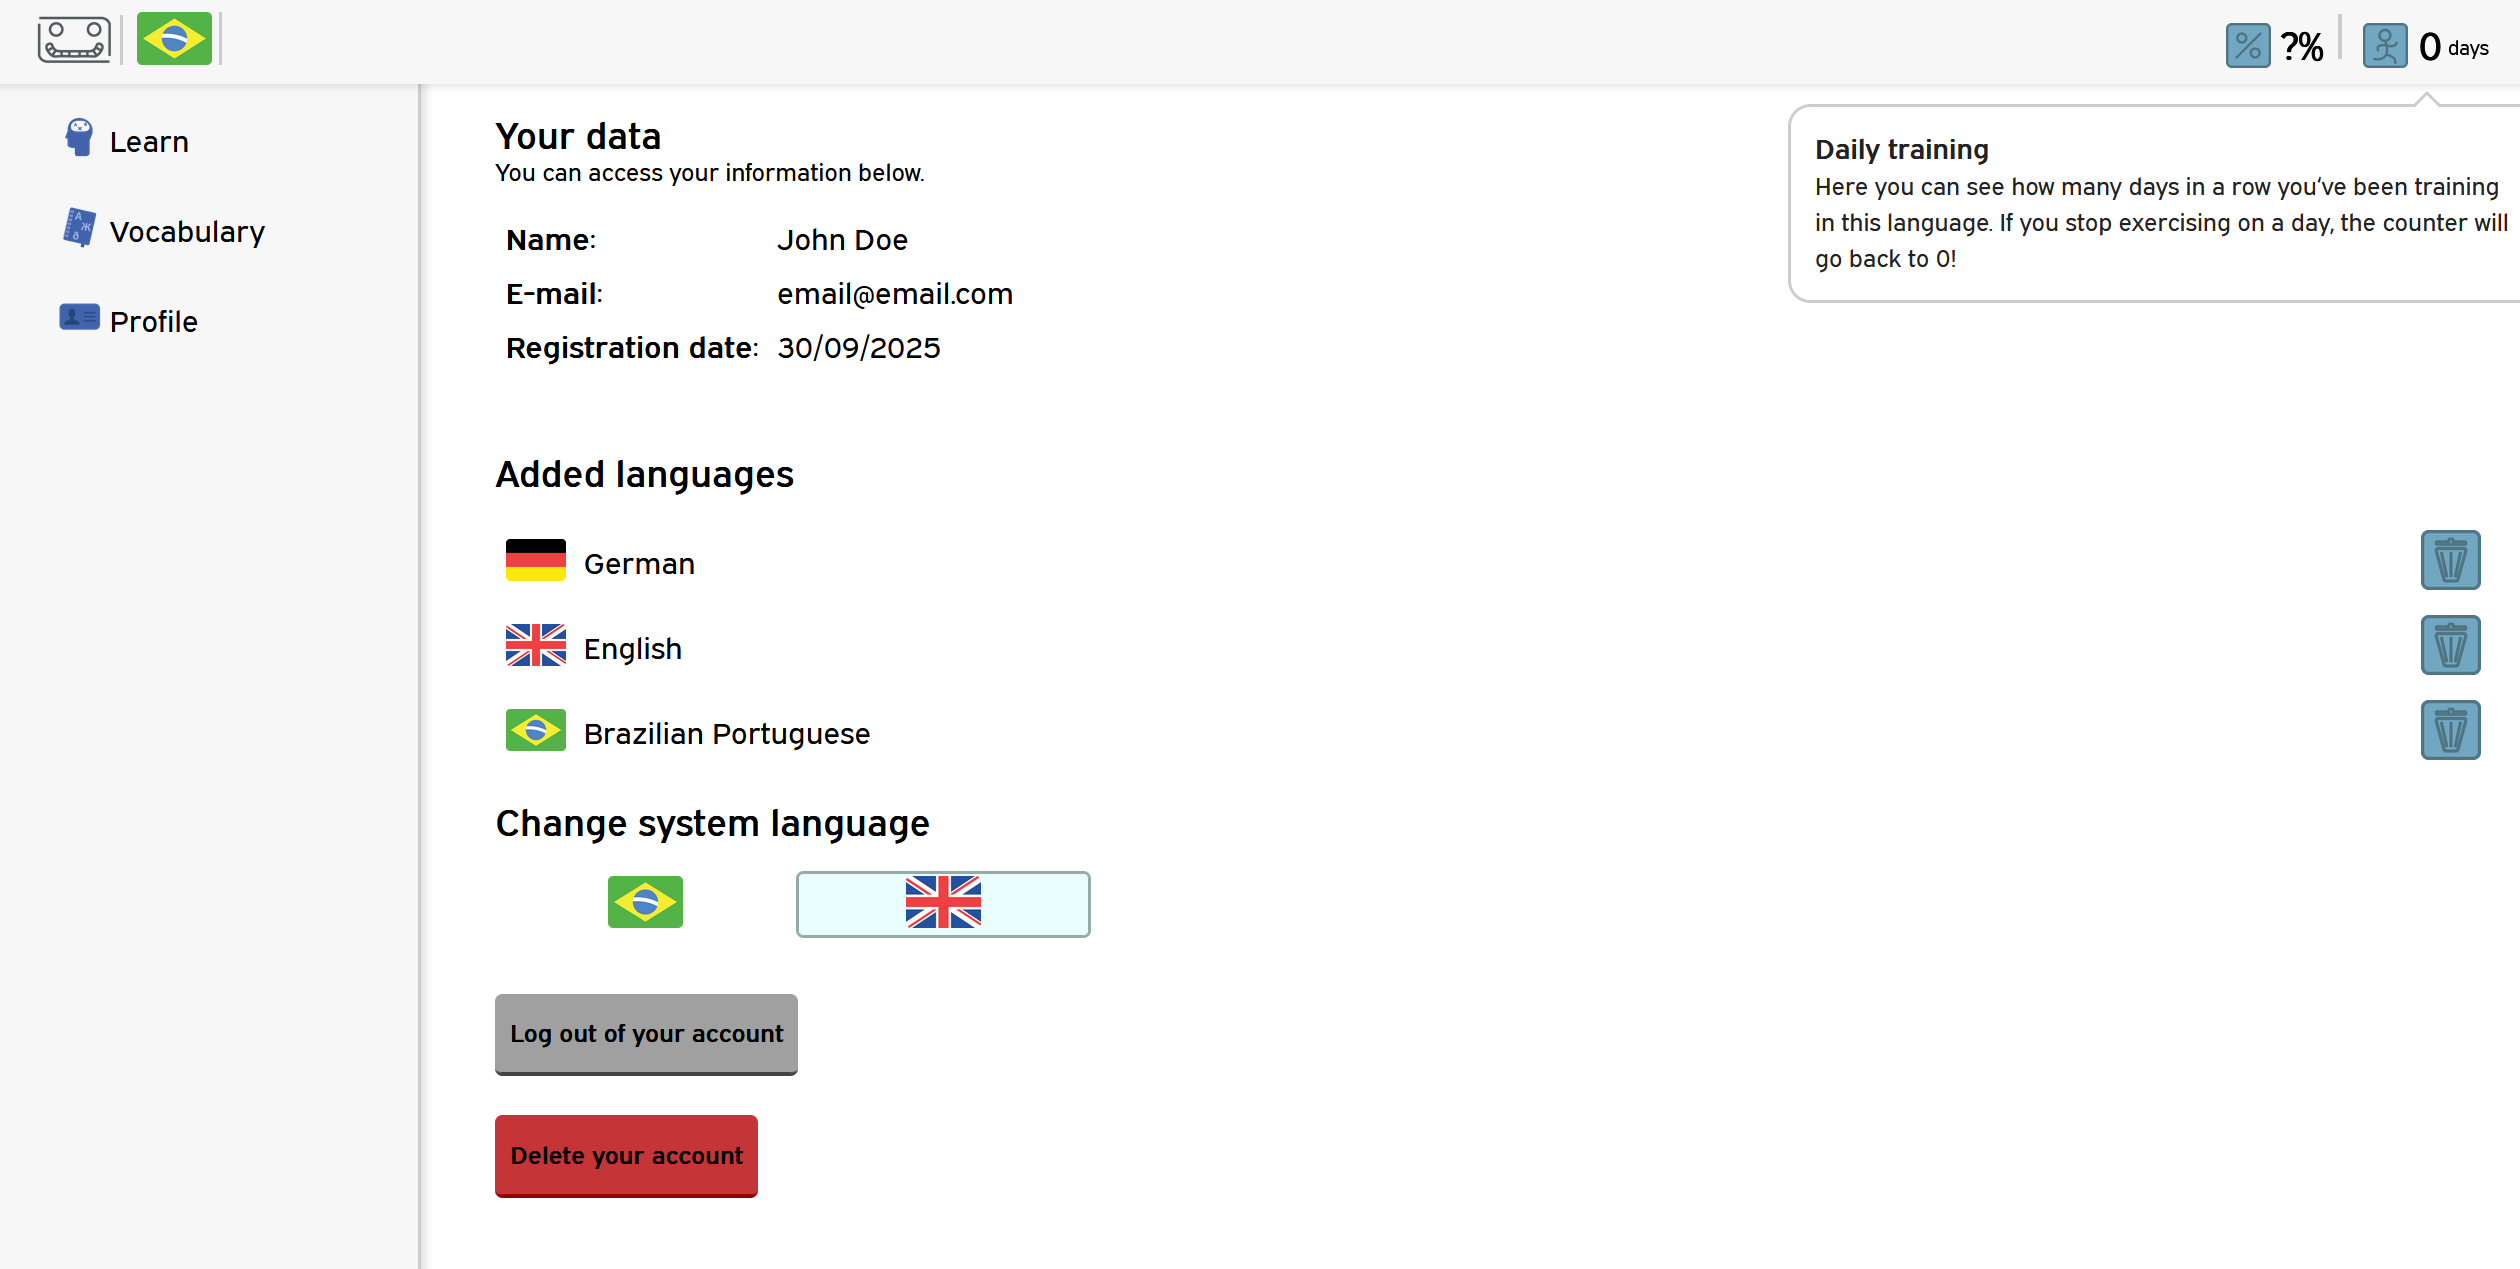 ?%
0 days
Learn
Vocabulary
Profile
Your data
You can access your information below.
Name: John Doe
E-mail: email@email.com
Registration date: 30/09/2025
Daily training
Here you can see how many days in a row you've been training
in this language. If you stop exercising on a day, the counter will
go back to 0!
Added languages
German
English
Brazilian Portuguese
Change system language
Log out of your account
Delete your account